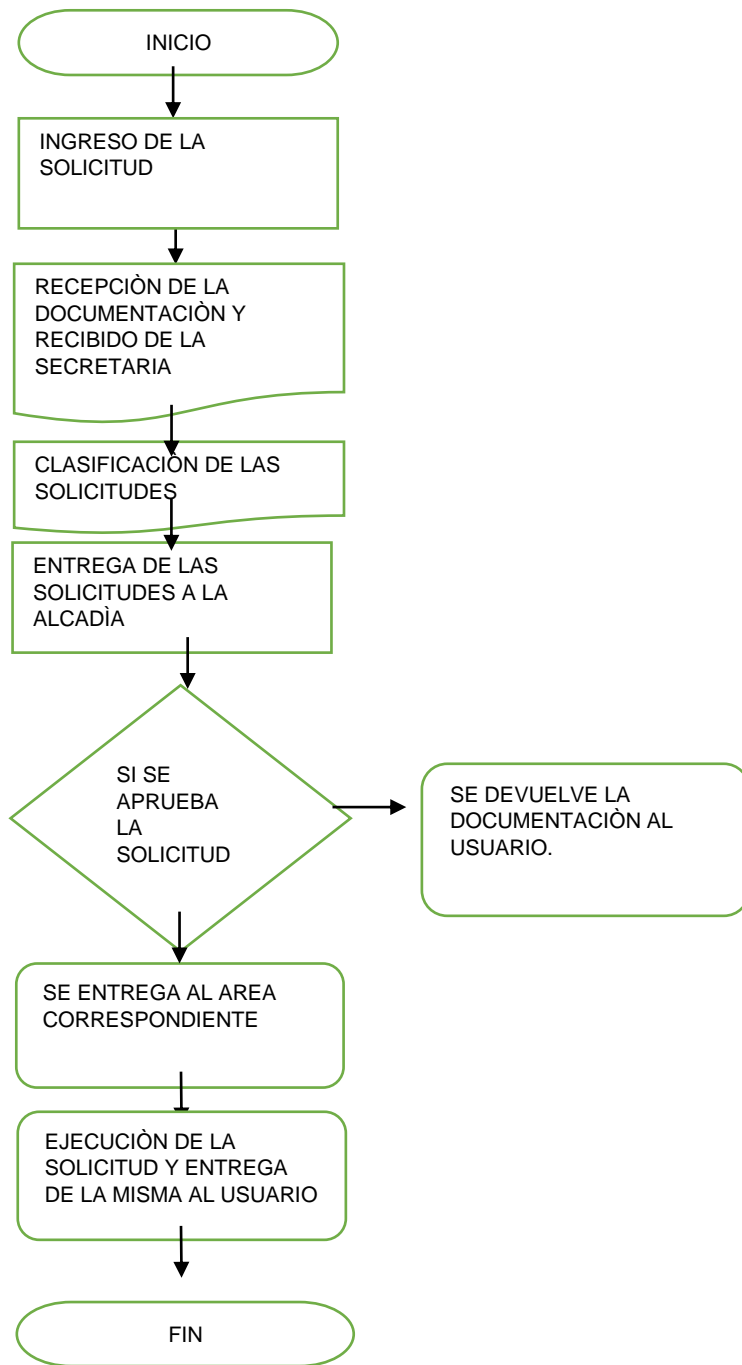 INICIO
INGRESO DE LA
SOLICITUD
RECEPCIÒN DE LA
DOCUMENTACIÒN Y
RECIBIDO DE LA
SECRETARIA
CLASIFICACIÒN DE LAS
SOLICITUDES
ENTREGA DE LAS
SOLICITUDES A LA
ALCADÌA
SI SE
APRUEBA
LA
SOLICITUD
SE DEVUELVE LA
DOCUMENTACIÒN AL
USUARIO.
SE ENTREGA AL AREA
CORRESPONDIENTE
EJECUCIÒN DE LA
SOLICITUD Y ENTREGA
DE LA MISMA AL USUARIO
FIN